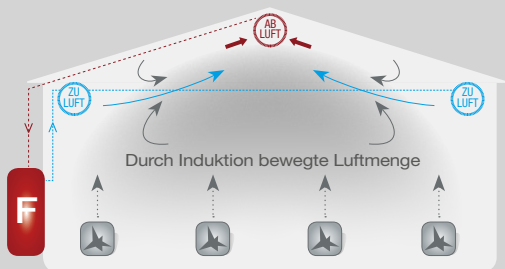 AB
LUFT
ZU
LUFT
ZU
LUFT
Durch Induktion bewegte Luftmenge
F